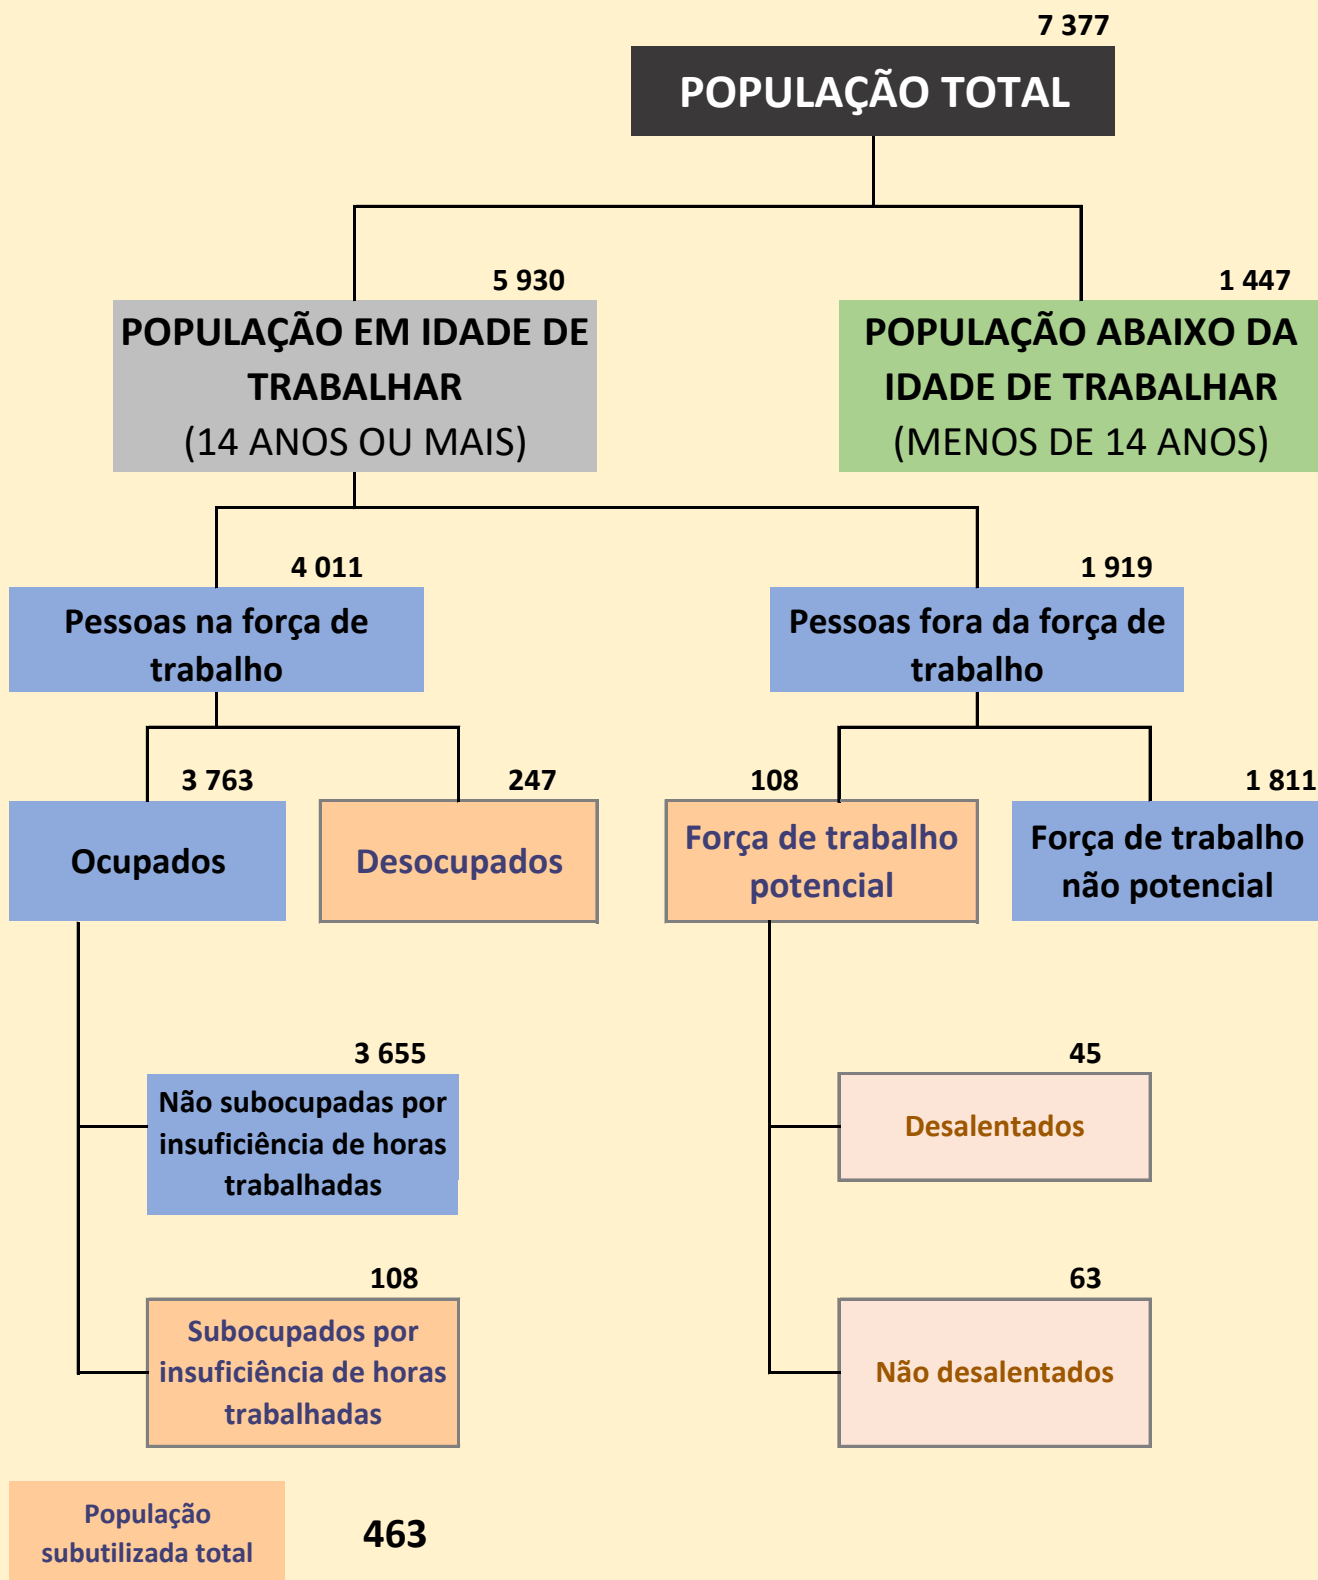 7 377
POPULAÇÃO TOTAL
5 930
POPULAÇÃO EM IDADE DE
TRABALHAR
(14 ANOS OU MAIS)
1 447
POPULAÇÃO ABAIXO DA
IDADE DE TRABALHAR
(MENOS DE 14 ANOS)
4 011
Pessoas na força de
trabalho
1 919
Pessoas fora da força de
trabalho
3 763
Ocupados
247
Desocupados
108
Força de trabalho
potencial
1 811
Força de trabalho
não potencial
3 655
Não subocupadas por
insuficiência de horas
trabalhadas
45
Desalentados
108
Subocupados por
insuficiência de horas
trabalhadas
63
Não desalentados
População
subutilizada total
463